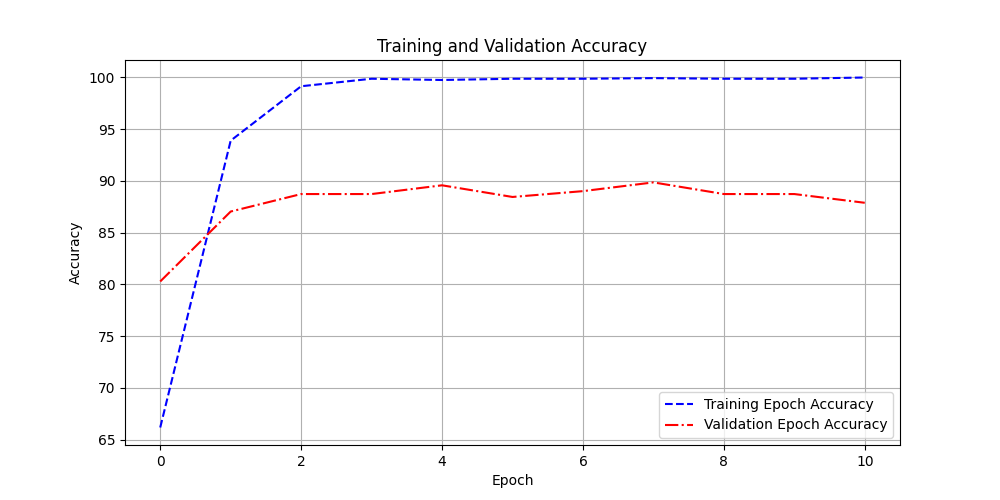 Training and Validation Accuracy
100
95
90
85
80
75
70
65
Accuracy
0 2 4 6 8 10
Epoch
Training Epoch Accuracy
Validation Epoch Accuracy